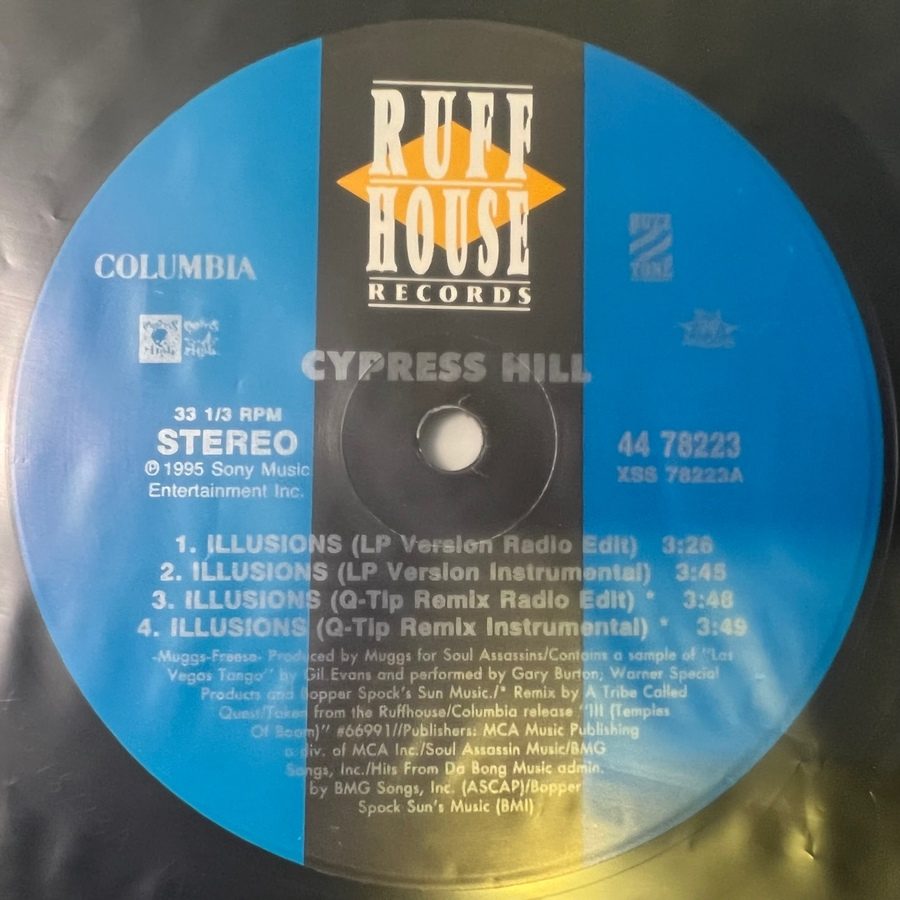 RUFF
HOUSE
RECORDS
COLUMBIA
BUZZ
TONE
CYPRESS HILL
33 1/3 RPM
STEREO
℗ 1995 Sony Music
Entertainment Inc.
44 78223
XSS 78223A
1. ILLUSIONS (LP Version Radio Edit) 3:26
2. ILLUSIONS (LP Version Instrumental) 3:45
3. ILLUSIONS (Q-Tip Remix Radio Edit) * 3:48
4. ILLUSIONS (Q-Tip Remix Instrumental) * 3:49
-Muggs-Freese- Produced by Muggs for Soul Assassins/Contains a sample of "Las
Vegas Tango" by Gil Evans and performed by Gary Burton; Warner Special
Products and Bopper Spock's Sun Music./* Remix by A Tribe Called
Quest/Taken from the Ruffhouse/Columbia release "III (Temples
Of Boom)" #66991//Publishers: MCA Music Publishing
a div. of MCA Inc./Soul Assassin Music/BMG
Songs, Inc./Hits From Da Bong Music admin.
by BMG Songs, Inc. (ASCAP)/Bopper
Spock Sun's Music (BMI)